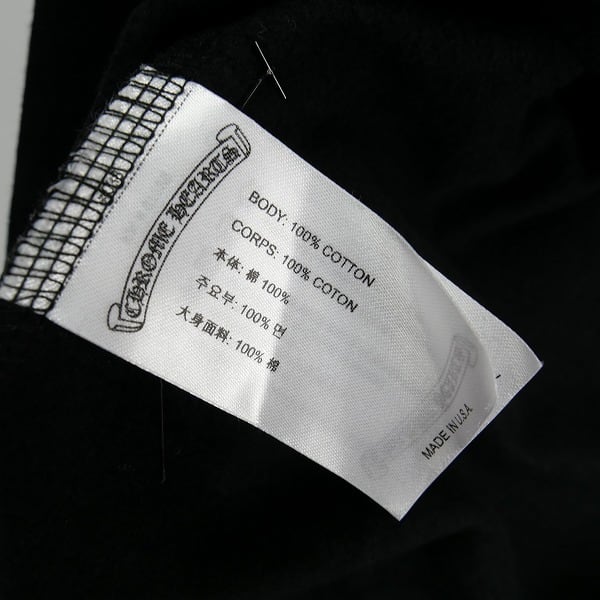 CHROME HEARTS
BODY: 100% COTTON
CORPS: 100% COTON
本体: 棉 100%
주요부: 100% 면
大身面料: 100% 棉
MADE IN U.S.A.